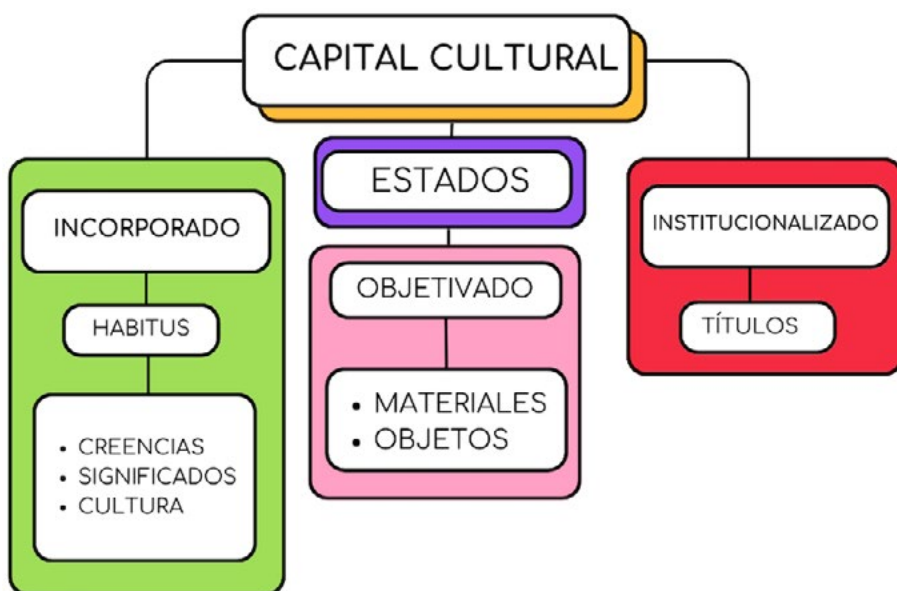 CAPITAL CULTURAL
ESTADOS
INCORPORADO
HABITUS
• CREENCIAS
• SIGNIFICADOS
• CULTURA
OBJETIVADO
• MATERIALES
• OBJETOS
INSTITUCIONALIZADO
TÍTULOS